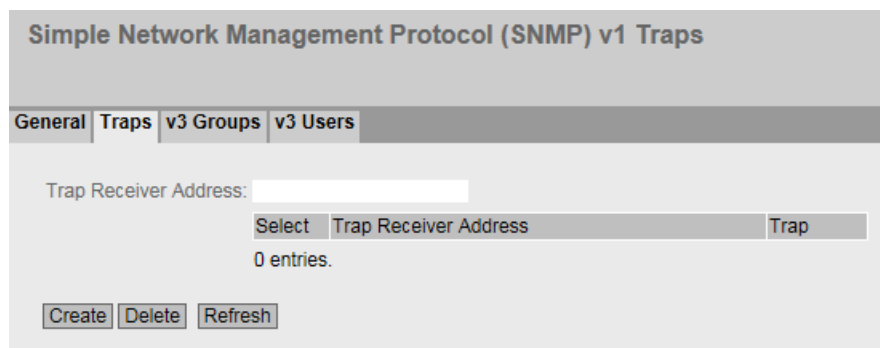 Simple Network Management Protocol (SNMP) v1 Traps
General Traps v3 Groups v3 Users
Trap Receiver Address:
Select Trap Receiver Address Trap
0 entries.
Create Delete Refresh